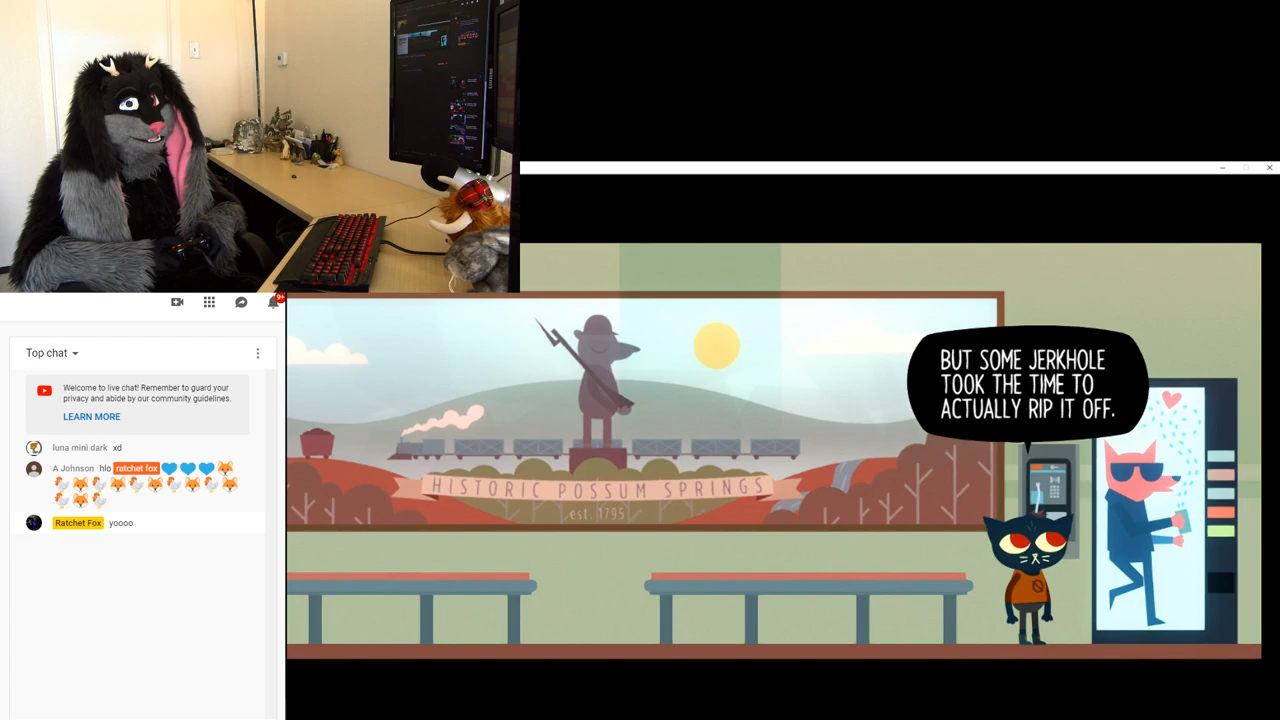 9+
Top chat
Welcome to live chat! Remember to guard your
privacy and abide by our community guidelines.
LEARN MORE
luna mini dark xd
A Johnson hlo ratchet fox
Ratchet Fox yoooo
BUT SOME JERKHOLE
TOOK THE TIME TO
ACTUALLY RIP IT OFF.
HISTORIC POSSUM SPRINGS
est. 1795